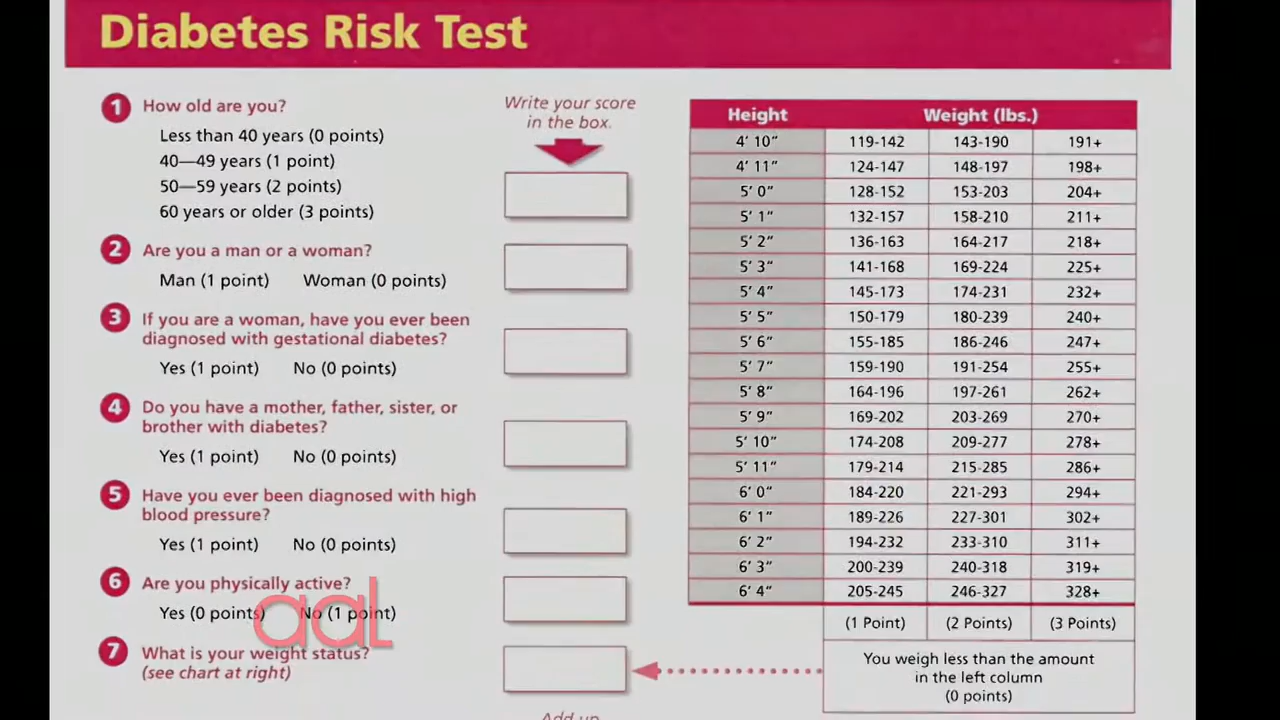 Diabetes Risk Test
1 How old are you?
Less than 40 years (0 points)
40—49 years (1 point)
50—59 years (2 points)
60 years or older (3 points)
2 Are you a man or a woman?
Man (1 point) Woman (0 points)
3 If you are a woman, have you ever been
diagnosed with gestational diabetes?
Yes (1 point) No (0 points)
4 Do you have a mother, father, sister, or
brother with diabetes?
Yes (1 point) No (0 points)
5 Have you ever been diagnosed with high
blood pressure?
Yes (1 point) No (0 points)
6 Are you physically active?
Yes (0 points) No (1 point)
aal
7 What is your weight status?
(see chart at right)
Write your score
in the box.
Add up
Height Weight (lbs.)
4' 10" 119-142 143-190 191+
4' 11" 124-147 148-197 198+
5' 0" 128-152 153-203 204+
5' 1" 132-157 158-210 211+
5' 2" 136-163 164-217 218+
5' 3" 141-168 169-224 225+
5' 4" 145-173 174-231 232+
5' 5" 150-179 180-239 240+
5' 6" 155-185 186-246 247+
5' 7" 159-190 191-254 255+
5' 8" 164-196 197-261 262+
5' 9" 169-202 203-269 270+
5' 10" 174-208 209-277 278+
5' 11" 179-214 215-285 286+
6' 0" 184-220 221-293 294+
6' 1" 189-226 227-301 302+
6' 2" 194-232 233-310 311+
6' 3" 200-239 240-318 319+
6' 4" 205-245 246-327 328+
(1 Point) (2 Points) (3 Points)
You weigh less than the amount
in the left column
(0 points)